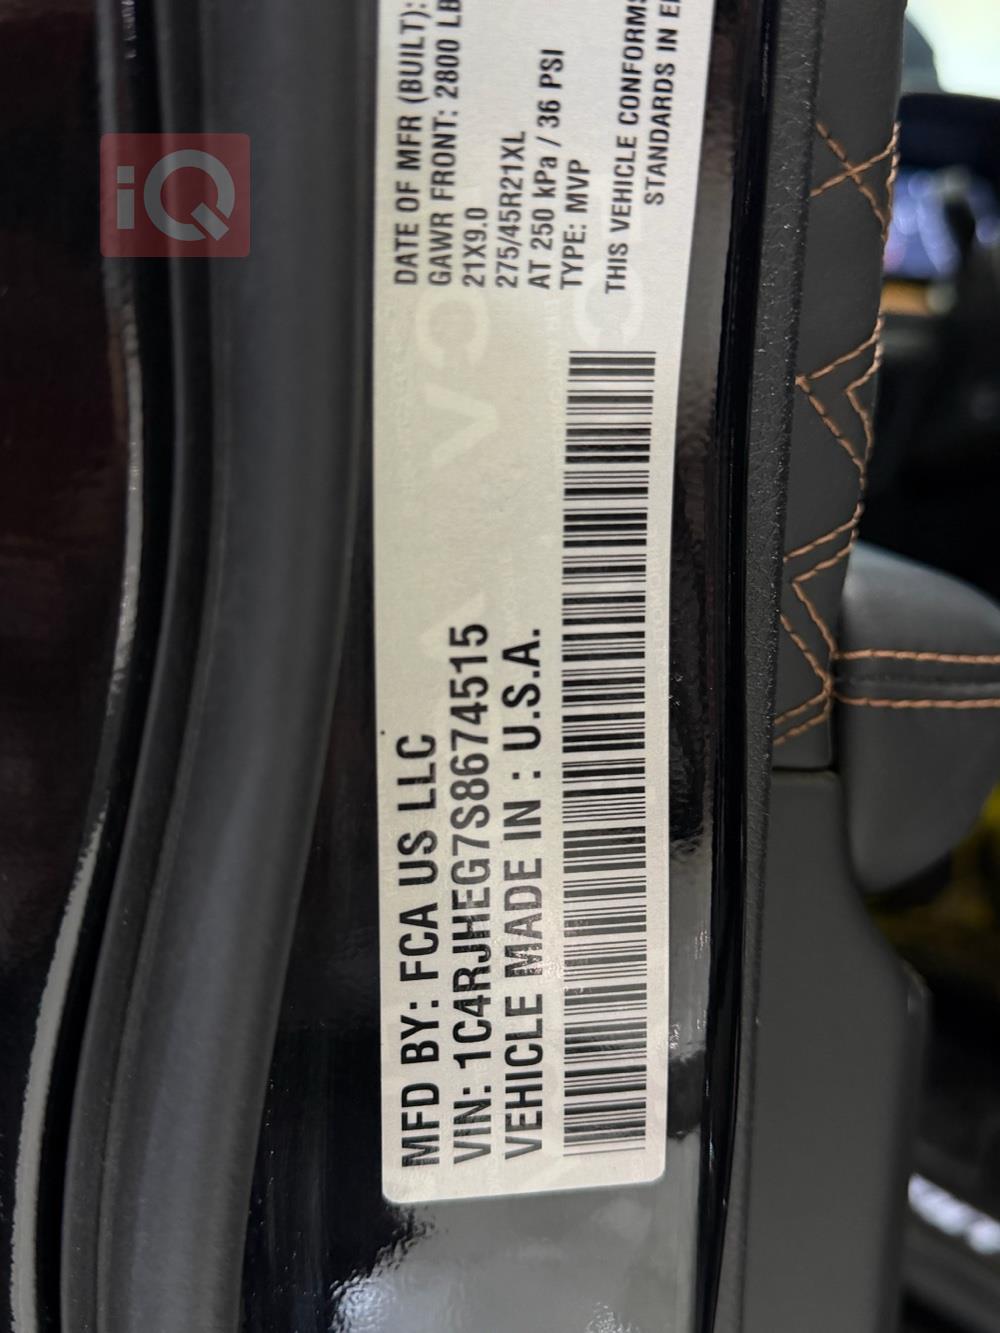 iQ
MFD BY: FCA US LLC
VIN: 1C4RJHEG7S8674515
VEHICLE MADE IN : U.S.A.
DATE OF MFR (BUILT):
GAWR FRONT: 2800 LB
21X9.0
275/45R21XL
AT 250 kPa / 36 PSI
TYPE: MVP
THIS VEHICLE CONFORMS
STANDARDS IN